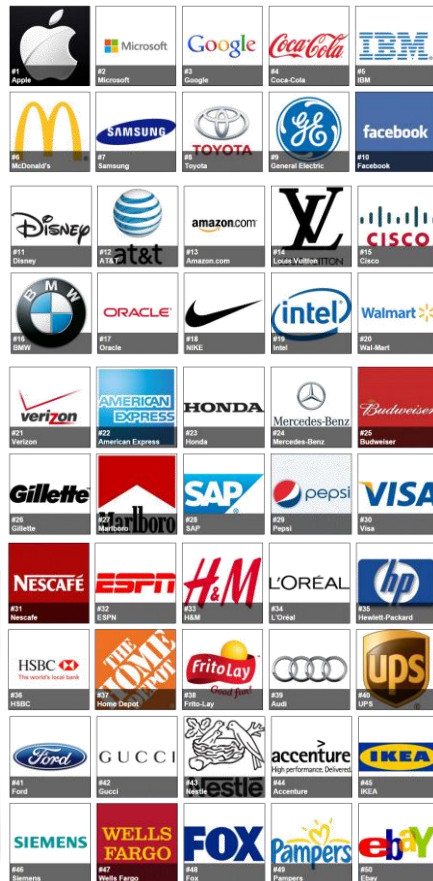 #1
Apple
Microsoft
#2
Microsoft
Google
#3
Google
Coca-Cola
#4
Coca-Cola
IBM
#5
IBM
#6
McDonald's
SAMSUNG
#7
Samsung
TOYOTA
#8
Toyota
GE
#9
General Electric
facebook
#10
Facebook
Disney
#11
Disney
at&t
#12
AT&T
amazon.com
#13
Amazon.com
LV
#14
Louis Vuitton
CISCO
#15
Cisco
BMW
#16
BMW
ORACLE
#17
Oracle
#18
NIKE
intel
#19
Intel
Walmart
#20
Wal-Mart
verizon
#21
Verizon
AMERICAN
EXPRESS
#22
American Express
HONDA
#23
Honda
Mercedes-Benz
#24
Mercedes-Benz
Budweiser
#25
Budweiser
Gillette
#26
Gillette
Marlboro
#27
Marlboro
SAP
#28
SAP
pepsi
#29
Pepsi
VISA
#30
Visa
NESCAFÉ
#31
Nescafe
ESPN
#32
ESPN
H&M
#33
H&M
L'ORÉAL
#34
L'Oréal
hp
#35
Hewlett-Packard
HSBC
The world's local bank
#36
HSBC
THE
HOME
DEPOT
#37
Home Depot
FritoLay
Good fun!
#38
Frito-Lay
#39
Audi
ups
#40
UPS
Ford
#41
Ford
GUCCI
#42
Gucci
Nestle
#43
Nestle
accenture
High performance. Delivered.
#44
Accenture
IKEA
#45
IKEA
SIEMENS
#46
Siemens
WELLS
FARGO
#47
Wells Fargo
FOX
#48
Fox
Pampers
#49
Pampers
ebay
#50
Ebay